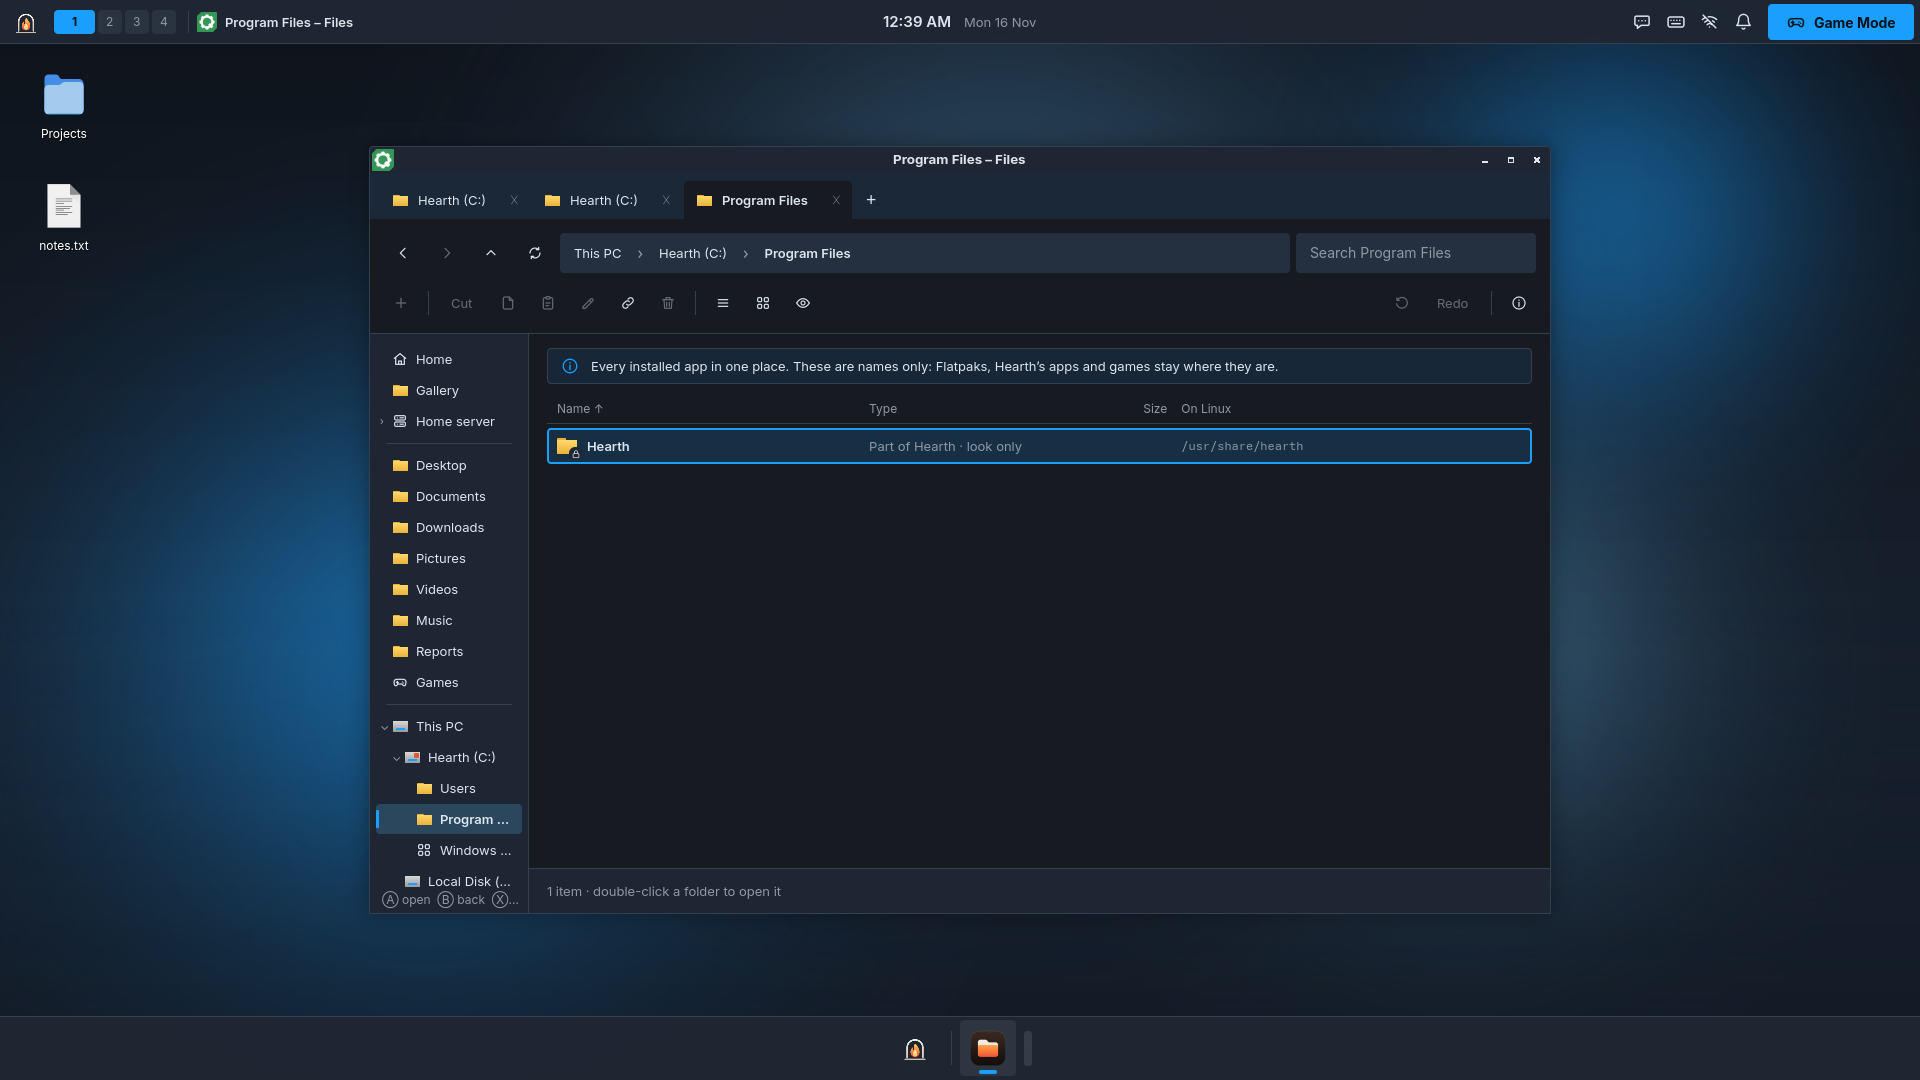 1 2 3 4 Program Files – Files 12:39 AM Mon 16 Nov Game Mode
Projects
notes.txt
Program Files – Files
Hearth (C:) X Hearth (C:) X Program Files X +
This PC › Hearth (C:) › Program Files Search Program Files
Cut Redo
Home
Gallery
Home server
Desktop
Documents
Downloads
Pictures
Videos
Music
Reports
Games
This PC
Hearth (C:)
Users
Program ...
Windows ...
Local Disk (...
A open B back X...
Every installed app in one place. These are names only: Flatpaks, Hearth’s apps and games stay where they are.
Name ↑ Type Size On Linux
Hearth Part of Hearth · look only /usr/share/hearth
1 item · double-click a folder to open it